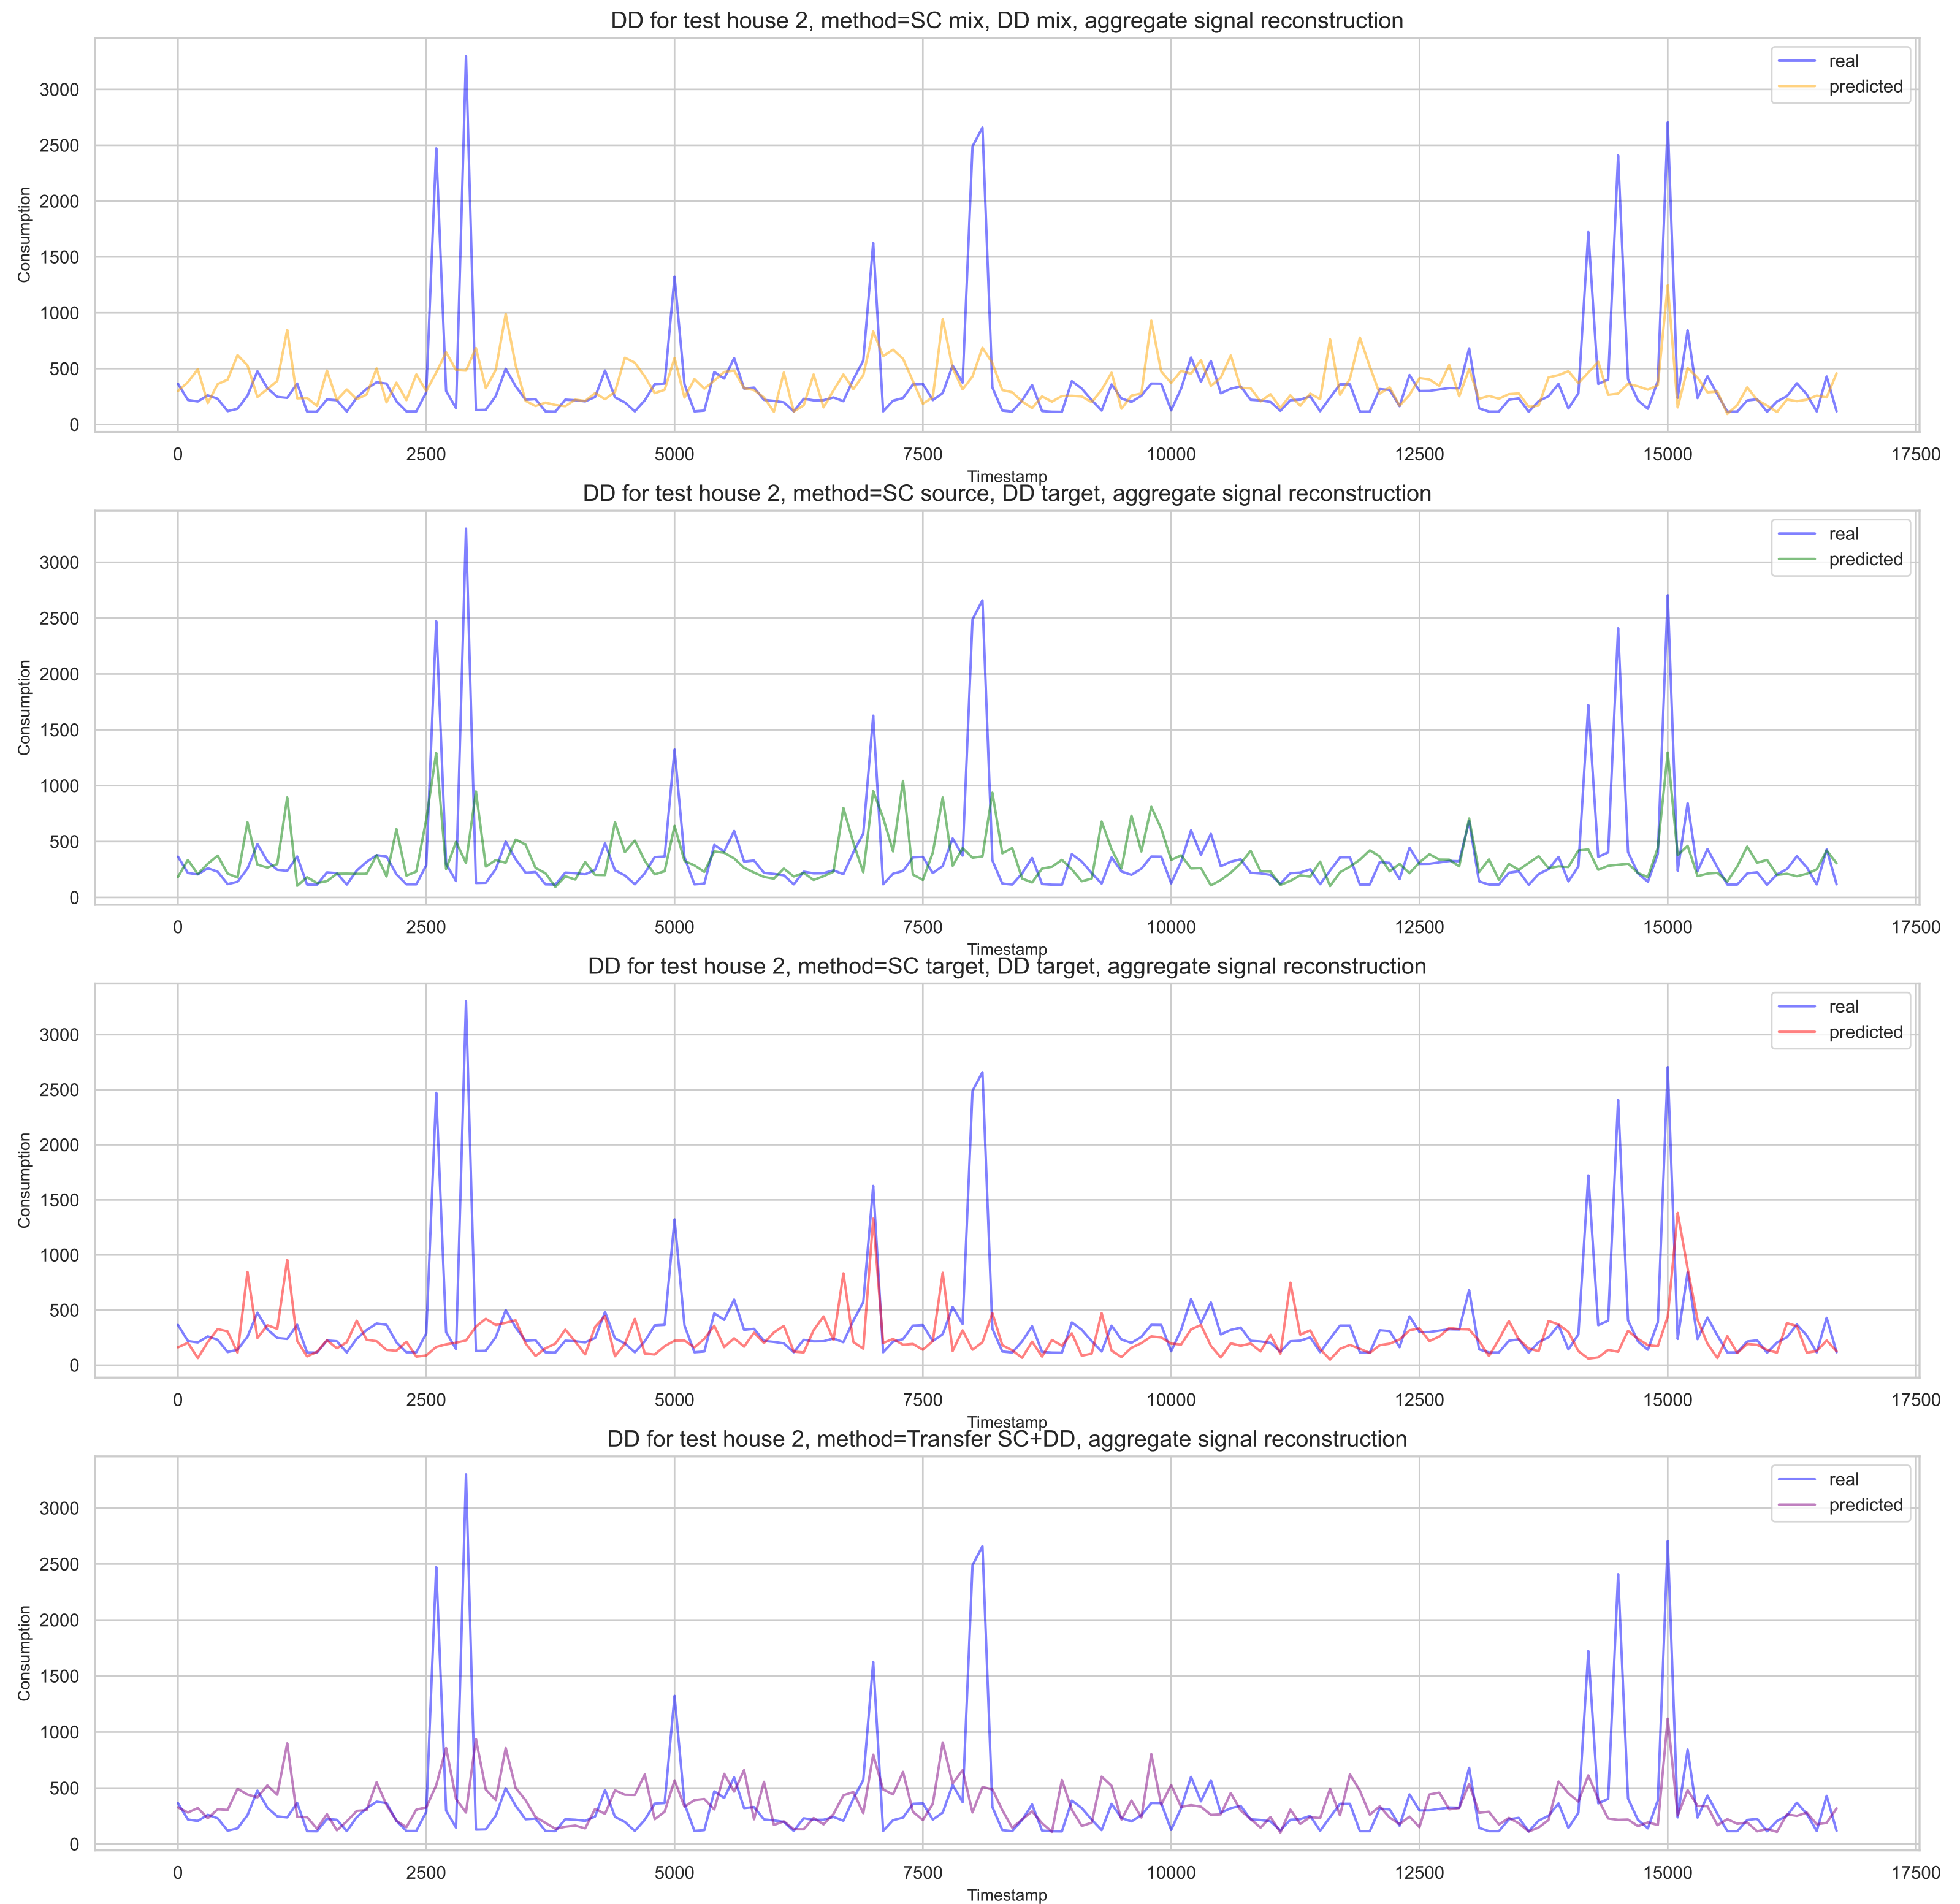 DD for test house 2, method=SC mix, DD mix, aggregate signal reconstruction
real
predicted
3000
2500
2000
1500
1000
500
0
Consumption
0 2500 5000 7500 10000 12500 15000 17500
Timestamp
DD for test house 2, method=SC source, DD target, aggregate signal reconstruction
real
predicted
3000
2500
2000
1500
1000
500
0
Consumption
0 2500 5000 7500 10000 12500 15000 17500
Timestamp
DD for test house 2, method=SC target, DD target, aggregate signal reconstruction
real
predicted
3000
2500
2000
1500
1000
500
0
Consumption
0 2500 5000 7500 10000 12500 15000 17500
Timestamp
DD for test house 2, method=Transfer SC+DD, aggregate signal reconstruction
real
predicted
3000
2500
2000
1500
1000
500
0
Consumption
0 2500 5000 7500 10000 12500 15000 17500
Timestamp